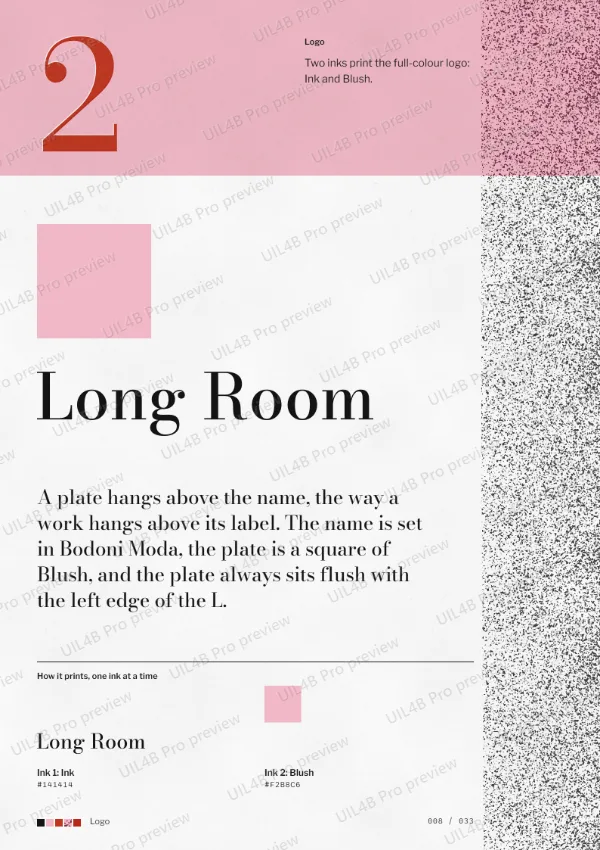 2
Logo
Two inks print the full-colour logo:
Ink and Blush.
Long Room
A plate hangs above the name, the way a
work hangs above its label. The name is set
in Bodoni Moda, the plate is a square of
Blush, and the plate always sits flush with
the left edge of the L.
How it prints, one ink at a time
Long Room
Ink 1: Ink
#141414
Ink 2: Blush
#F2B8C6
Logo
008 / 033
UIL4B Pro preview